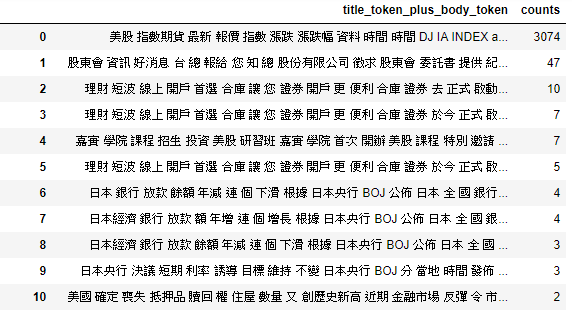 title_token_plus_body_token counts
0 美股 指數期貨 最新 報價 指數 漲跌 漲跌幅 資料 時間 時間 DJ IA INDEX a... 3074
1 股東會 資訊 好消息 台 總 報給 您 知 總 股份有限公司 徵求 股東會 委託書 提供 紀... 47
2 理財 短波 線上 開戶 首選 合庫 讓 您 證券 開戶 更 便利 合庫 證券 去 正式 啟動... 10
3 理財 短波 線上 開戶 首選 合庫 讓 您 證券 開戶 更 便利 合庫 證券 於今 正式 啟... 7
4 嘉實 學院 課程 招生 投資 美股 研習班 嘉實 學院 首次 開辦 美股 課程 特別 邀請 ... 7
5 理財 短波 線上 開戶 首選 合庫 讓 您 證券 開戶 更 便利 合庫 證券 於今 正式 啟... 5
6 日本 銀行 放款 餘額 年減 連 個 下滑 根據 日本央行 BOJ 公佈 日本 全 國 銀行... 4
7 日本經濟 銀行 放款 額 年增 連 個 增長 根據 日本央行 BOJ 公佈 日本 全 國 銀... 4
8 日本經濟 銀行 放款 餘額 年減 連 個 下滑 根據 日本央行 BOJ 公佈 日本 全 國 ... 3
9 日本央行 決議 短期 利率 誘導 目標 維持 不變 日本央行 BOJ 分 當地 時間 發佈 ... 3
10 美國 確定 喪失 抵押品 贖回 權 住屋 數量 又 創歷史新高 近期 金融市場 反彈 令 市... 2